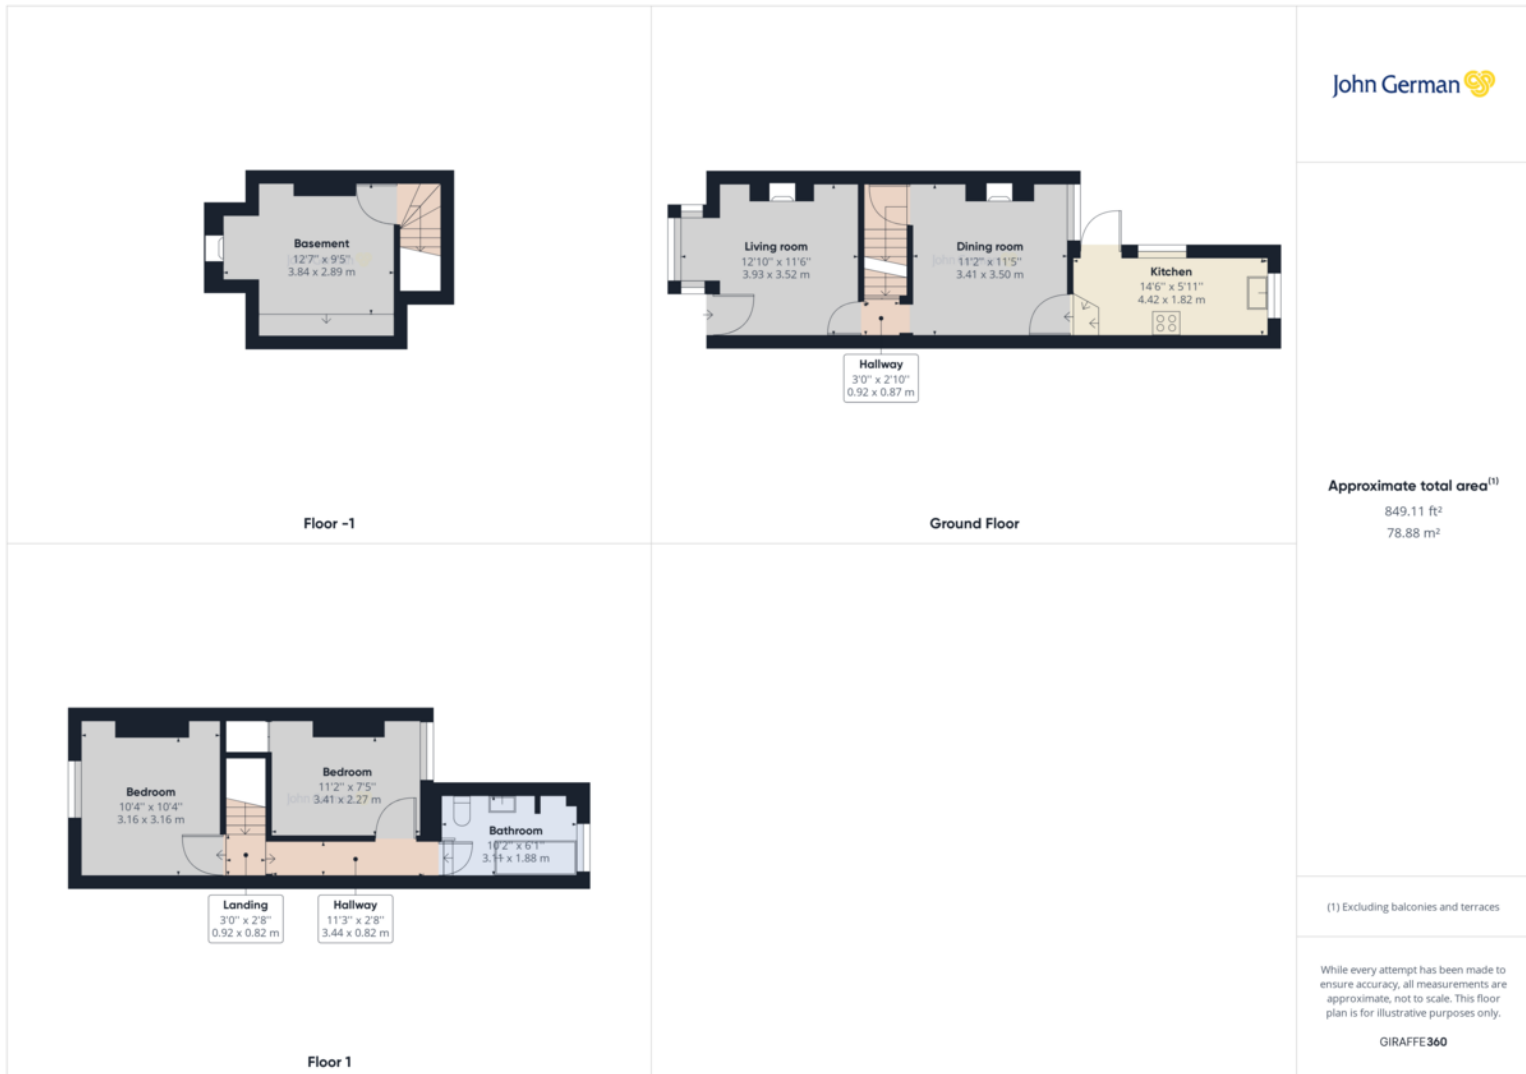 John German
Basement
12'7" x 9'5"
3.84 x 2.89 m
Floor -1
Living room
12'10" x 11'6"
3.93 x 3.52 m
Dining room
11'2" x 11'5"
3.41 x 3.50 m
Kitchen
14'6" x 5'11"
4.42 x 1.82 m
Hallway
3'0" x 2'10"
0.92 x 0.87 m
Ground Floor
Bedroom
10'4" x 10'4"
3.16 x 3.16 m
Bedroom
11'2" x 7'5"
3.41 x 2.27 m
Bathroom
10'2" x 6'1"
3.11 x 1.88 m
Landing
3'0" x 2'8"
0.92 x 0.82 m
Hallway
11'3" x 2'8"
3.44 x 0.82 m
Floor 1
Approximate total area(1)
849.11 ft²
78.88 m²
(1) Excluding balconies and terraces
While every attempt has been made to
ensure accuracy, all measurements are
approximate, not to scale. This floor
plan is for illustrative purposes only.
GIRAFFE360